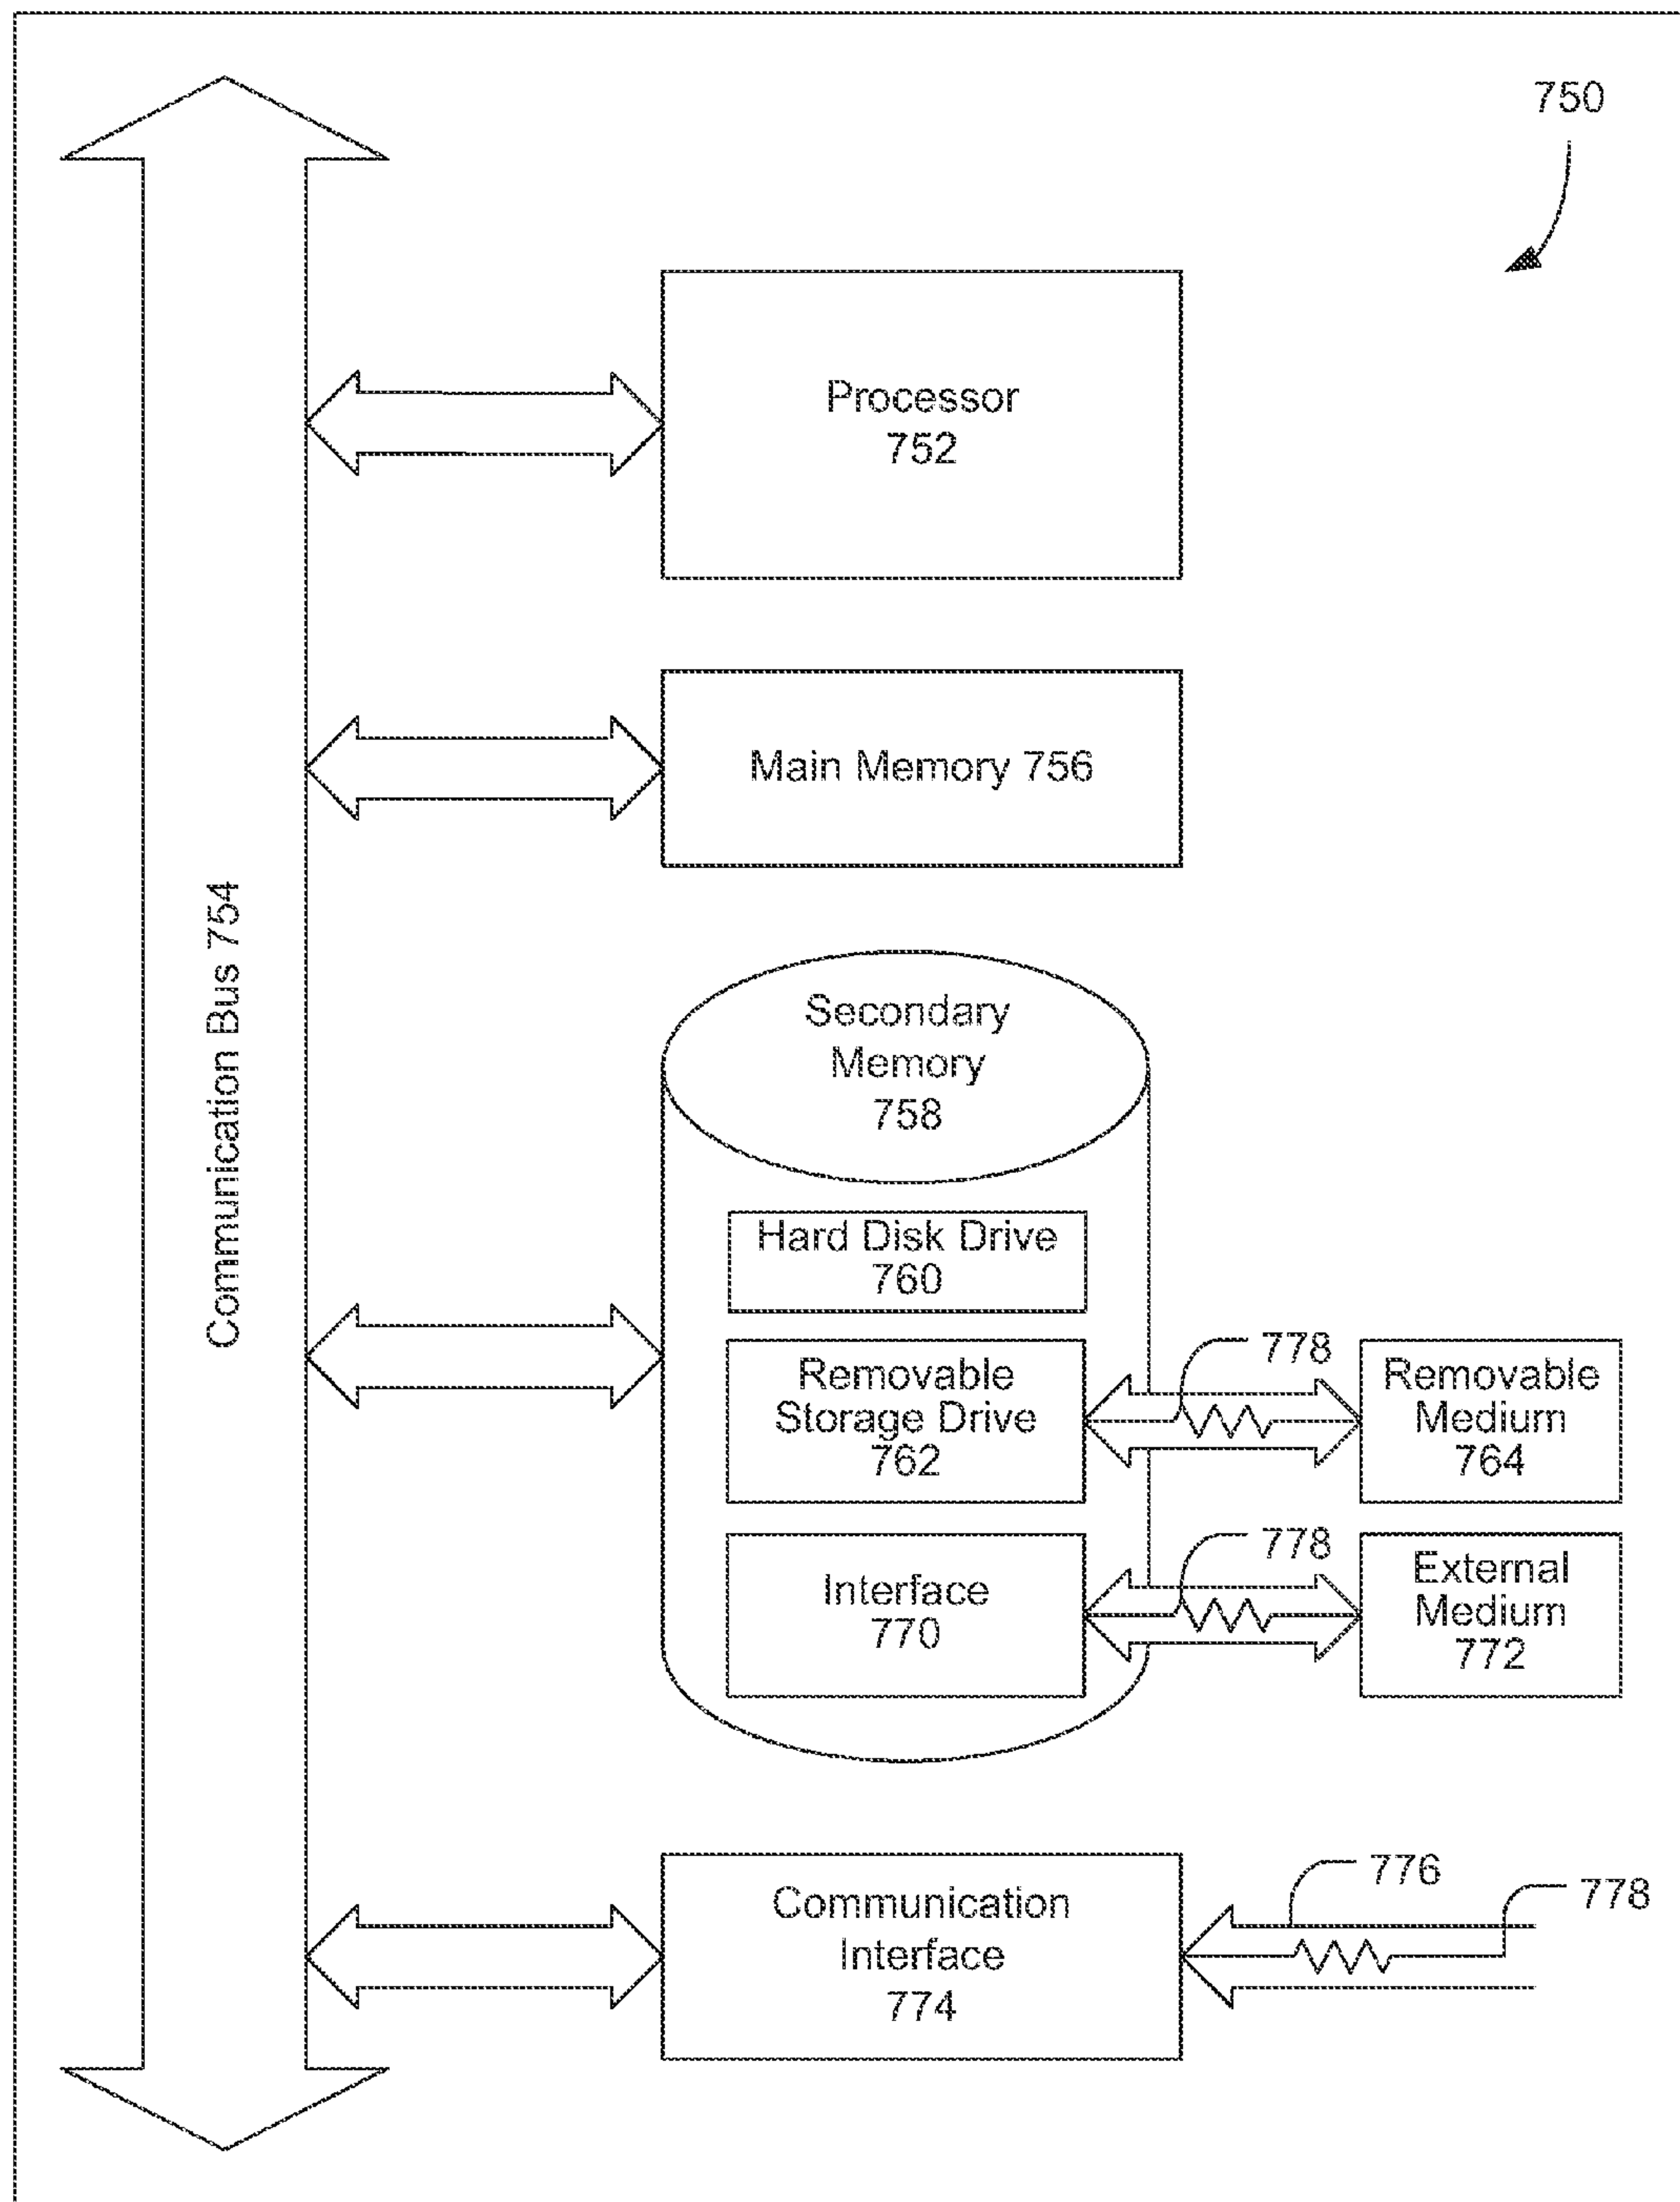 750
Processor
752
Main Memory 756
Communication Bus 754
Secondary
Memory
758
Hard Disk Drive
760
Removable
Storage Drive
762
778
Removable
Medium
764
Interface
770
778
External
Medium
772
Communication
Interface
774
776
778